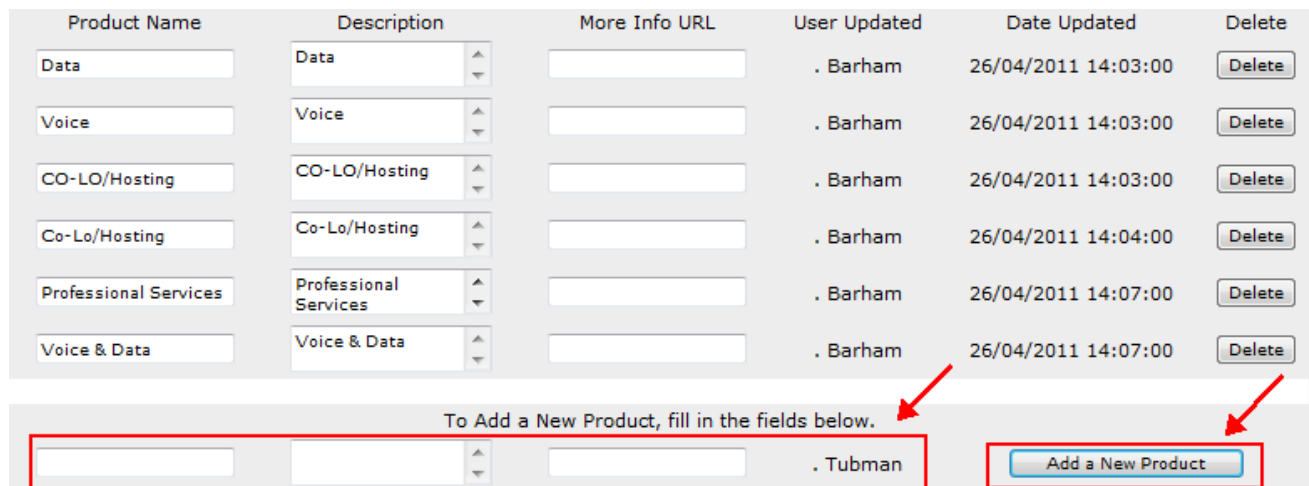 Product Name Description More Info URL User Updated Date Updated Delete
Data Data . Barham 26/04/2011 14:03:00 Delete
Voice Voice . Barham 26/04/2011 14:03:00 Delete
CO-LO/Hosting CO-LO/Hosting . Barham 26/04/2011 14:03:00 Delete
Co-Lo/Hosting Co-Lo/Hosting . Barham 26/04/2011 14:04:00 Delete
Professional Services Professional Services . Barham 26/04/2011 14:07:00 Delete
Voice & Data Voice & Data . Barham 26/04/2011 14:07:00 Delete
To Add a New Product, fill in the fields below.
. Tubman Add a New Product